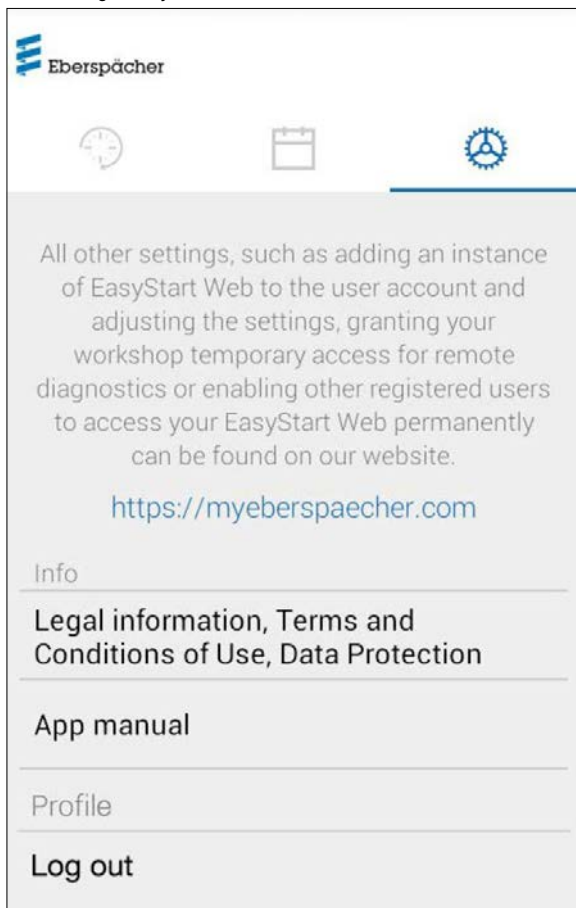 Eberspächer
All other settings, such as adding an instance
of EasyStart Web to the user account and
adjusting the settings, granting your
workshop temporary access for remote
diagnostics or enabling other registered users
to access your EasyStart Web permanently
can be found on our website.
https://myeberspaecher.com
Info
Legal information, Terms and
Conditions of Use, Data Protection
App manual
Profile
Log out